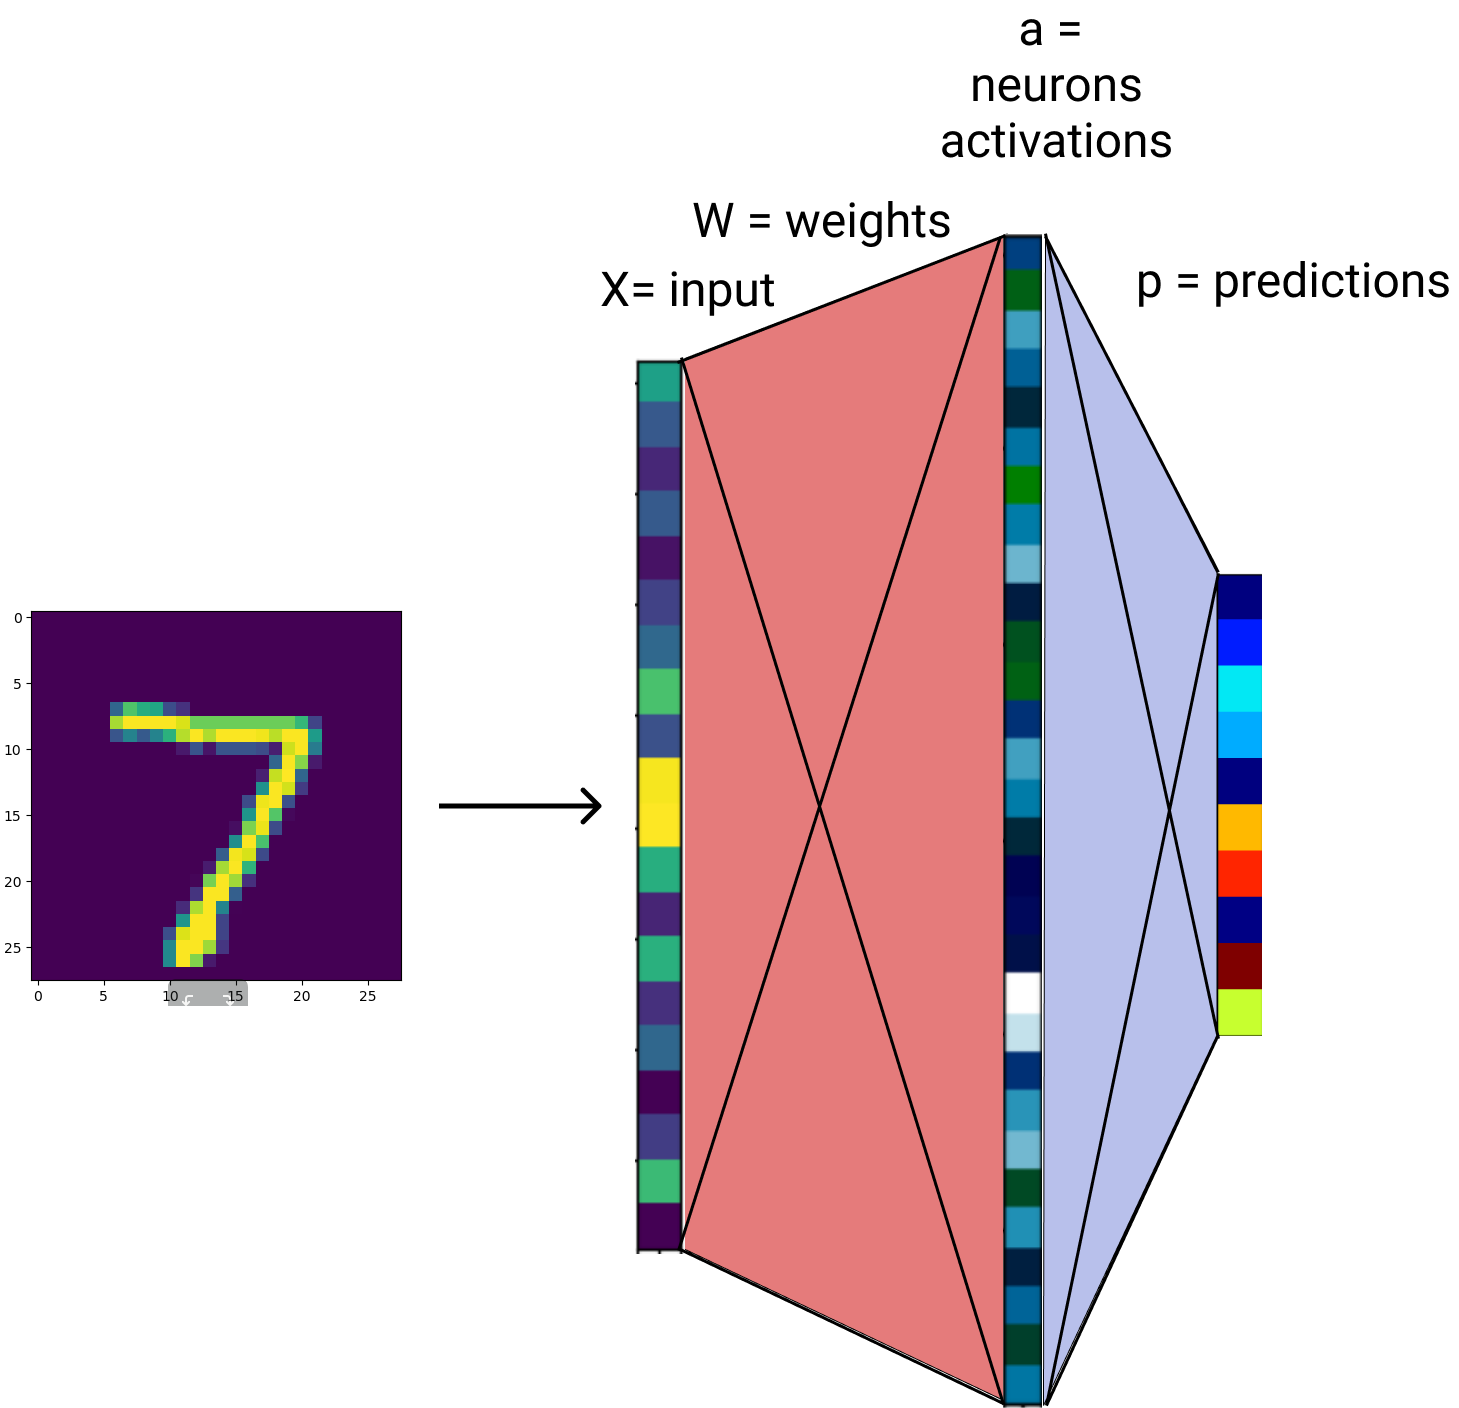 a =
neurons
activations
W = weights
X= input
p = predictions
0
5
10
15
20
25
0 5 10 15 20 25